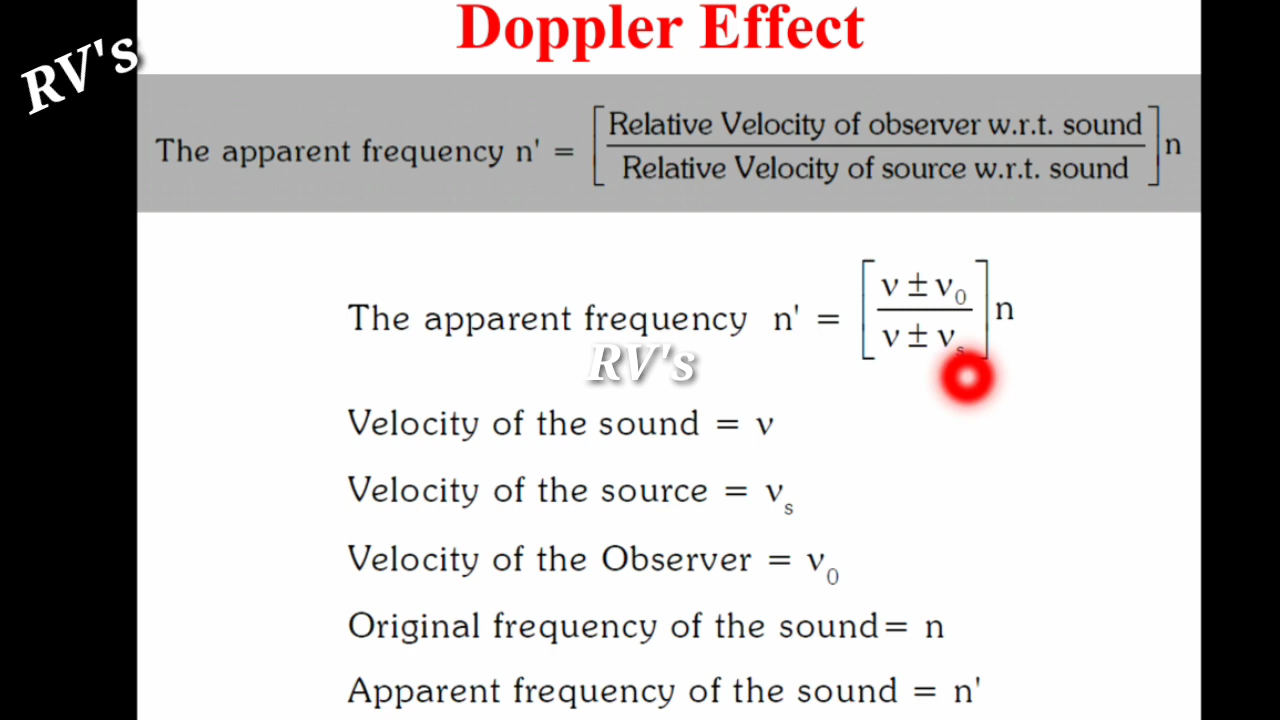 Doppler Effect
RV's
The apparent frequency n' = [Relative Velocity of observer w.r.t. sound / Relative Velocity of source w.r.t. sound] n
The apparent frequency n' = [v ± v₀ / v ± vₛ] n
RV's
Velocity of the sound = v
Velocity of the source = vₛ
Velocity of the Observer = v₀
Original frequency of the sound= n
Apparent frequency of the sound = n'